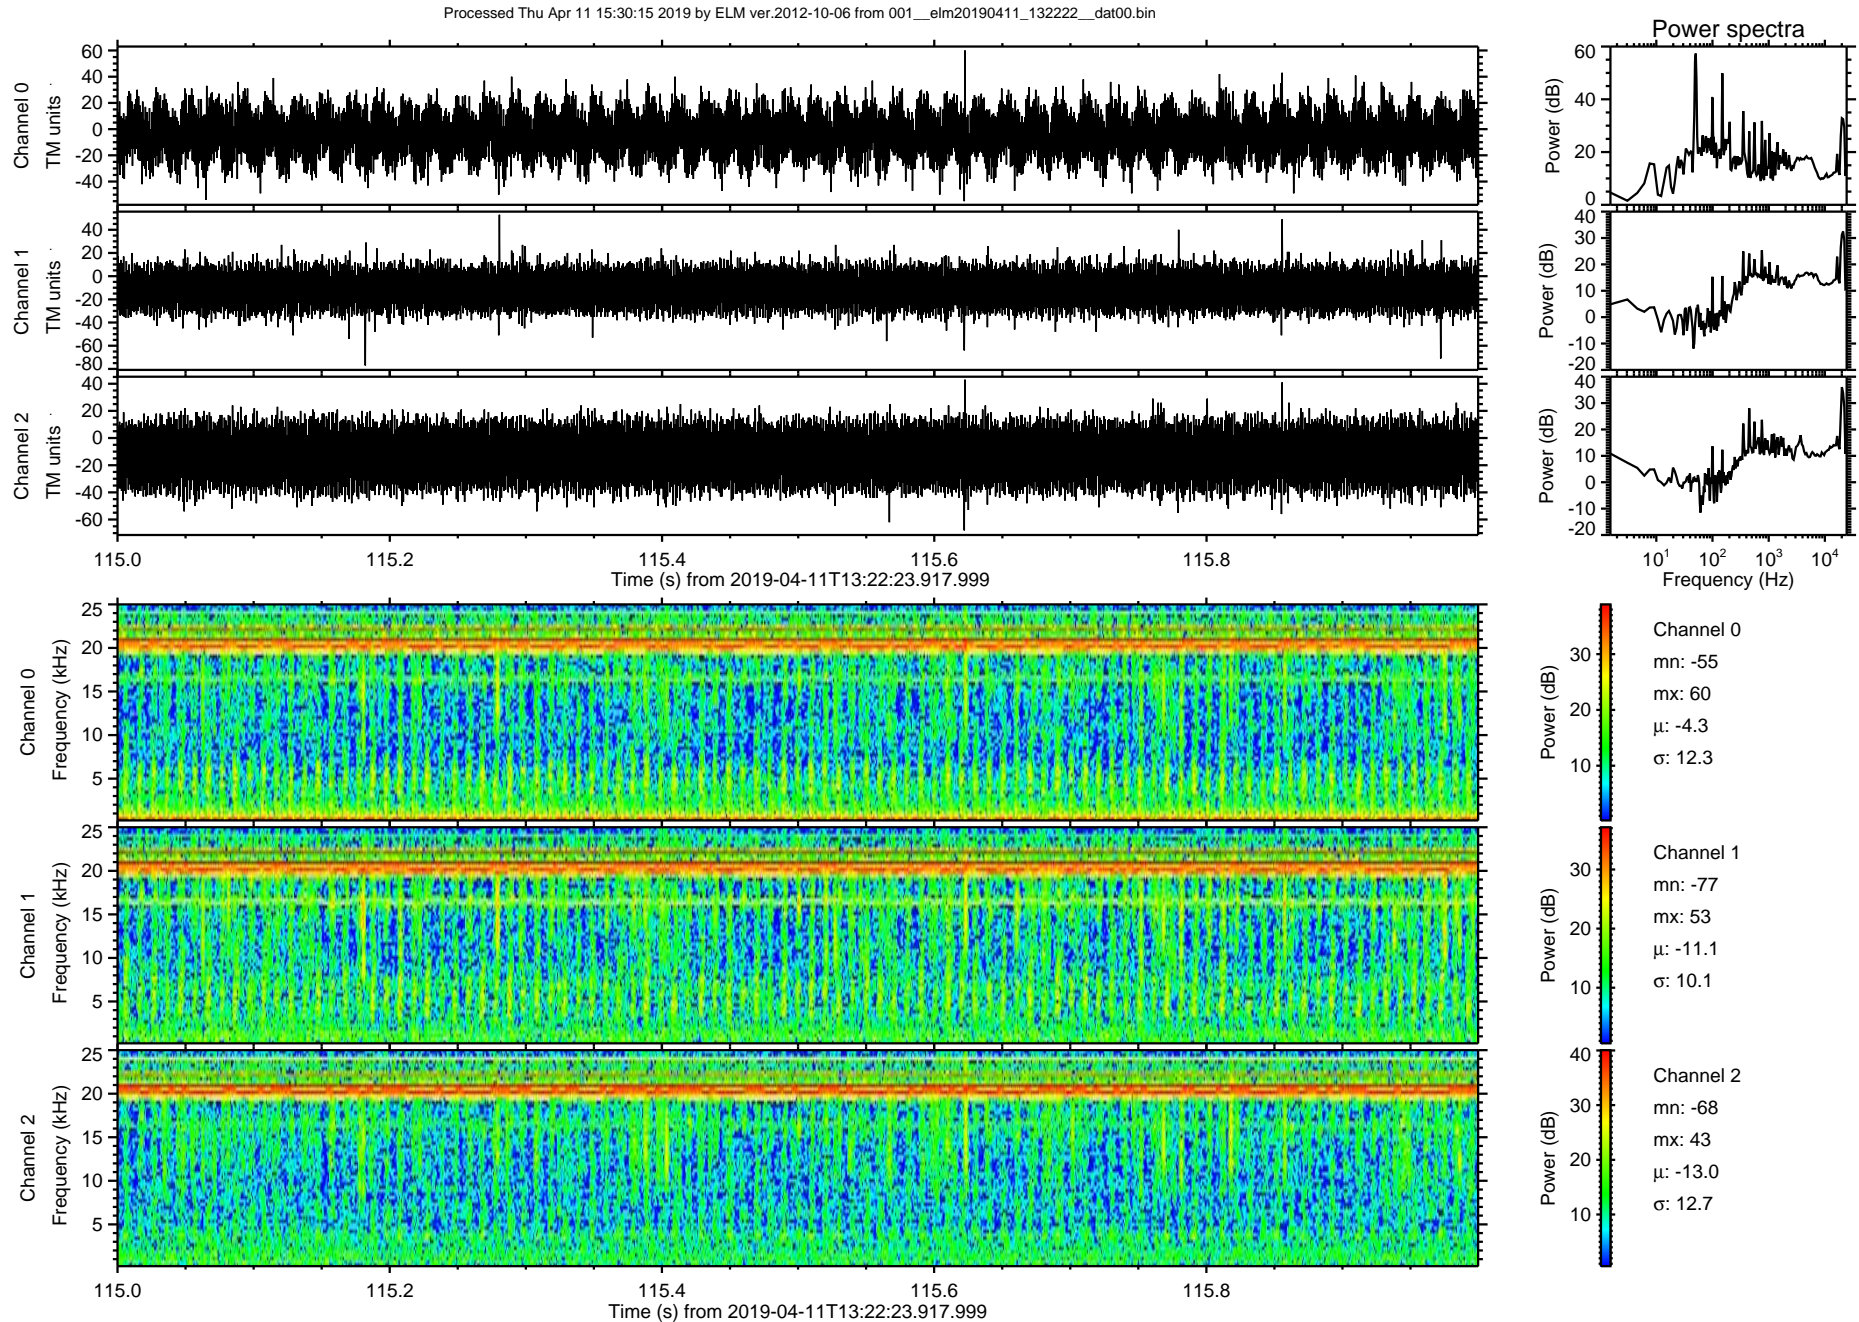 Processed Thu Apr 11 15:30:15 2019 by ELM ver.2012-10-06 from 001__elm20190411_132222__dat00.bin
Power spectra
Channel 0
TM units
60
40
20
0
-20
-40
Power (dB)
60
40
20
0
Channel 1
TM units
40
20
0
-20
-40
-60
-80
Power (dB)
40
30
20
10
0
-10
-20
Channel 2
TM units
40
20
0
-20
-40
-60
Power (dB)
40
30
20
10
0
-10
-20
115.0 115.2 115.4 115.6 115.8
Time (s) from 2019-04-11T13:22:23.917.999
10^1 10^2 10^3 10^4
Frequency (Hz)
Channel 0
Frequency (kHz)
25
20
15
10
5
Power (dB)
30
20
10
Channel 0
mn: -55
mx: 60
μ: -4.3
σ: 12.3
Channel 1
Frequency (kHz)
25
20
15
10
5
Power (dB)
30
20
10
Channel 1
mn: -77
mx: 53
μ: -11.1
σ: 10.1
Channel 2
Frequency (kHz)
25
20
15
10
5
Power (dB)
40
30
20
10
Channel 2
mn: -68
mx: 43
μ: -13.0
σ: 12.7
115.0 115.2 115.4 115.6 115.8
Time (s) from 2019-04-11T13:22:23.917.999